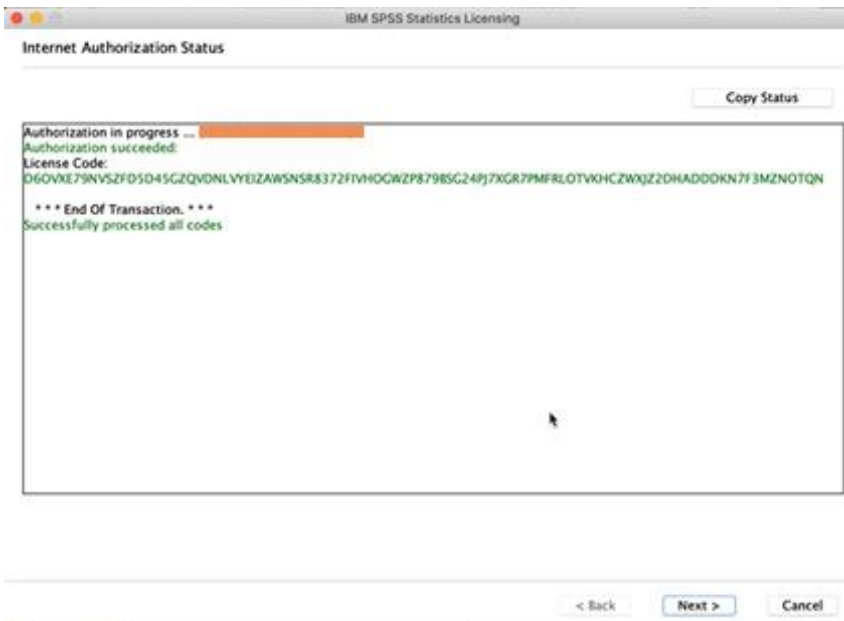 IBM SPSS Statistics Licensing
Internet Authorization Status
Copy Status
Authorization in progress ...
Authorization succeeded:
License Code:
*** End Of Transaction. ***
Successfully processed all codes
< Back
Next >
Cancel